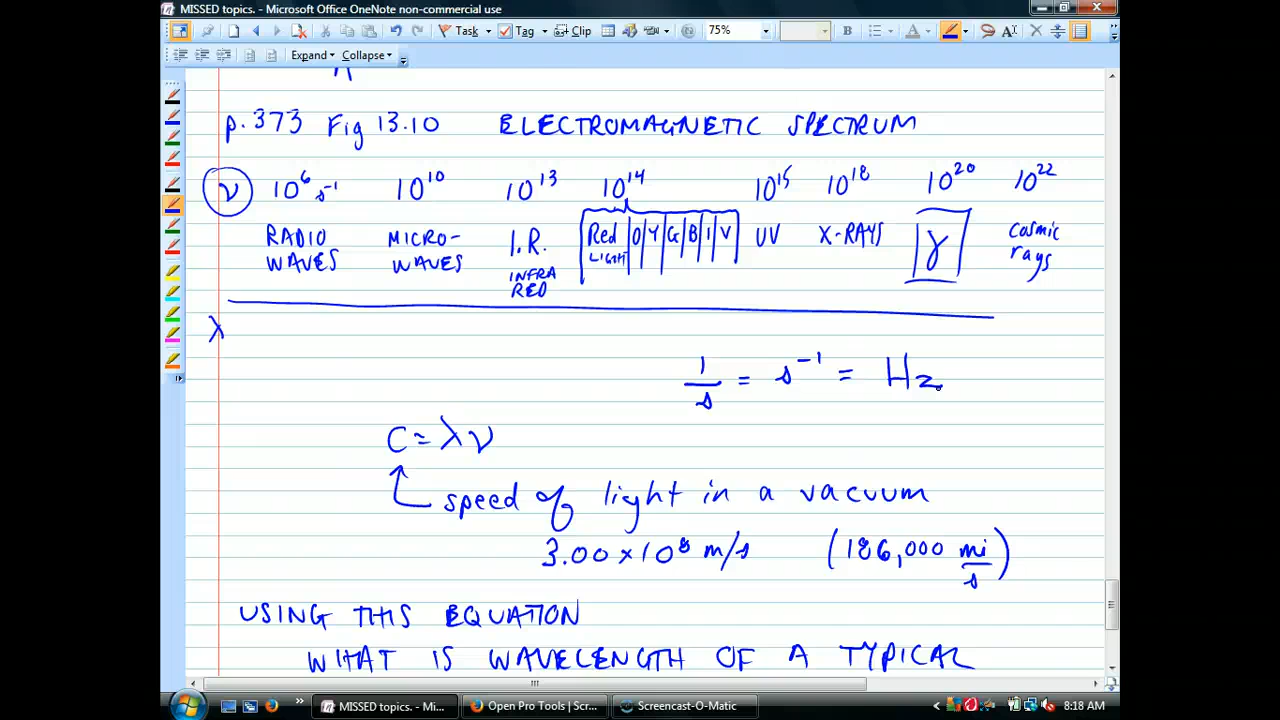 MISSED topics. - Microsoft Office OneNote non-commercial use
Task Tag Clip 75% B A
Expand Collapse
p. 373 Fig 13.10 ELECTROMAGNETIC SPECTRUM
ν 10⁶ s⁻¹ 10¹⁰ 10¹³ 10¹⁴ 10¹⁵ 10¹⁸ 10²⁰ 10²²
RADIO WAVES
MICRO-
WAVES
I.R.
INFRA
RED
Red
LIGHT
O Y G B I V
UV
X-RAYS
γ
cosmic
rays
λ
1/s = s⁻¹ = Hz
C = λν
speed of light in a vacuum
3.00 × 10⁸ m/s (186,000 mi/s)
USING THIS EQUATION
WHAT IS WAVELENGTH OF A TYPICAL
MISSED topics. - Mi... Open Pro Tools | Scr... Screencast-O-Matic 8:18 AM